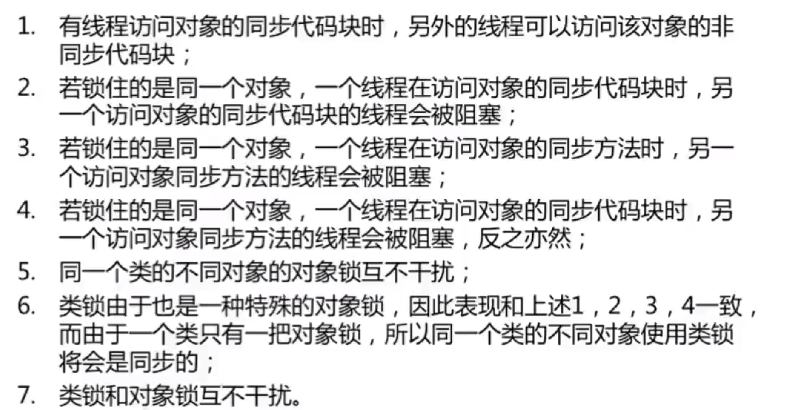 1. 有线程访问对象的同步代码块时，另外的线程可以访问该对象的非
同步代码块；
2. 若锁住的是同一个对象，一个线程在访问对象的同步代码块时，另
一个访问对象的同步代码块的线程会被阻塞；
3. 若锁住的是同一个对象，一个线程在访问对象的同步方法时，另一
个访问对象同步方法的线程会被阻塞；
4. 若锁住的是同一个对象，一个线程在访问对象的同步代码块时，另
一个访问对象同步方法的线程会被阻塞，反之亦然；
5. 同一个类的不同对象的对象锁互不干扰；
6. 类锁由于也是一种特殊的对象锁，因此表现和上述1，2，3，4一致，
而由于一个类只有一把对象锁，所以同一个类的不同对象使用类锁
将会是同步的；
7. 类锁和对象锁互不干扰。